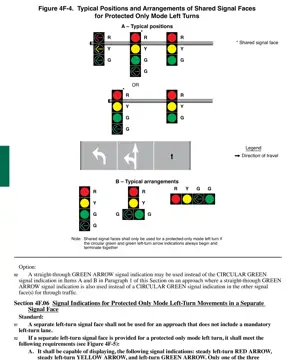 Figure 4F-4. Typical Positions and Arrangements of Shared Signal Faces
for Protected Only Mode Left Turns
A – Typical positions
R R R
Y Y Y
G G G
G
* Shared signal face
OR
R R
Y Y
G G
G
Legend
Direction of travel
B – Typical arrangements
R R R Y G G
Y Y
G G G
G
Note: Shared signal faces shall only be used for a protected-only mode left turn if
the circular green and green left-turn arrow indications always begin and
terminate together
Option:
A straight-through GREEN ARROW signal indication may be used instead of the CIRCULAR GREEN
signal indication in Items A and B in Paragraph 1 of this Section on an approach where a straight-through GREEN
ARROW signal indication is also used instead of a CIRCULAR GREEN signal indication in the other signal
face(s) for through traffic.
Section 4F.06 Signal Indications for Protected Only Mode Left-Turn Movements in a Separate
Signal Face
Standard:
A separate left-turn signal face shall not be used for an approach that does not include a mandatory
left-turn lane.
If a separate left-turn signal face is provided for a protected only mode left turn, it shall meet the
following requirements (see Figure 4F-5):
A. It shall be capable of displaying, the following signal indications: steady left-turn RED ARROW,
steady left-turn YELLOW ARROW, and left-turn GREEN ARROW. Only one of the three